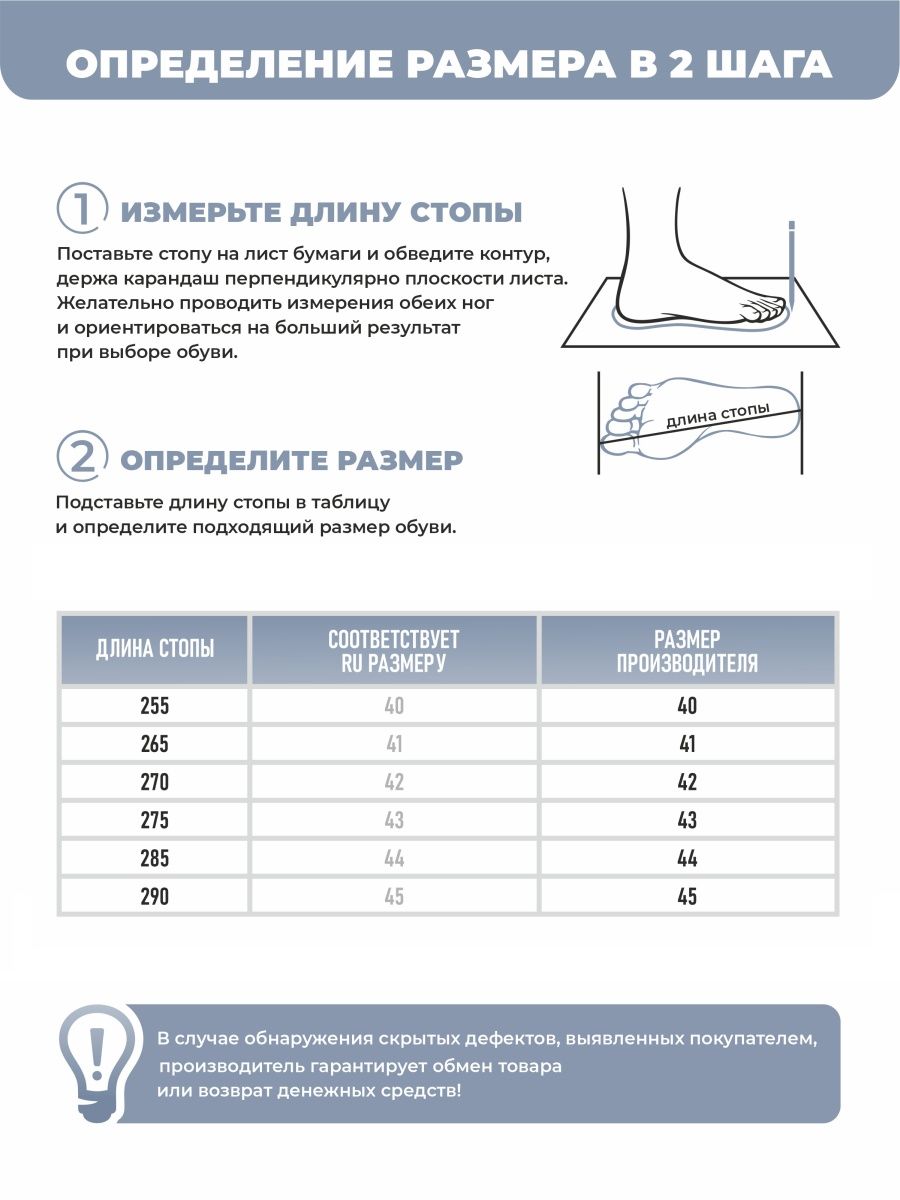 ОПРЕДЕЛЕНИЕ РАЗМЕРА В 2 ШАГА
1 ИЗМЕРЬТЕ ДЛИНУ СТОПЫ
Поставьте стопу на лист бумаги и обведите контур,
держа карандаш перпендикулярно плоскости листа.
Желательно проводить измерения обеих ног
и ориентироваться на больший результат
при выборе обуви.
длина стопы
2 ОПРЕДЕЛИТЕ РАЗМЕР
Подставьте длину стопы в таблицу
и определите подходящий размер обуви.
ДЛИНА СТОПЫ
СООТВЕТСТВУЕТ
RU РАЗМЕРУ
РАЗМЕР
ПРОИЗВОДИТЕЛЯ
255 40 40
265 41 41
270 42 42
275 43 43
285 44 44
290 45 45
В случае обнаружения скрытых дефектов, выявленных покупателем,
производитель гарантирует обмен товара
или возврат денежных средств!